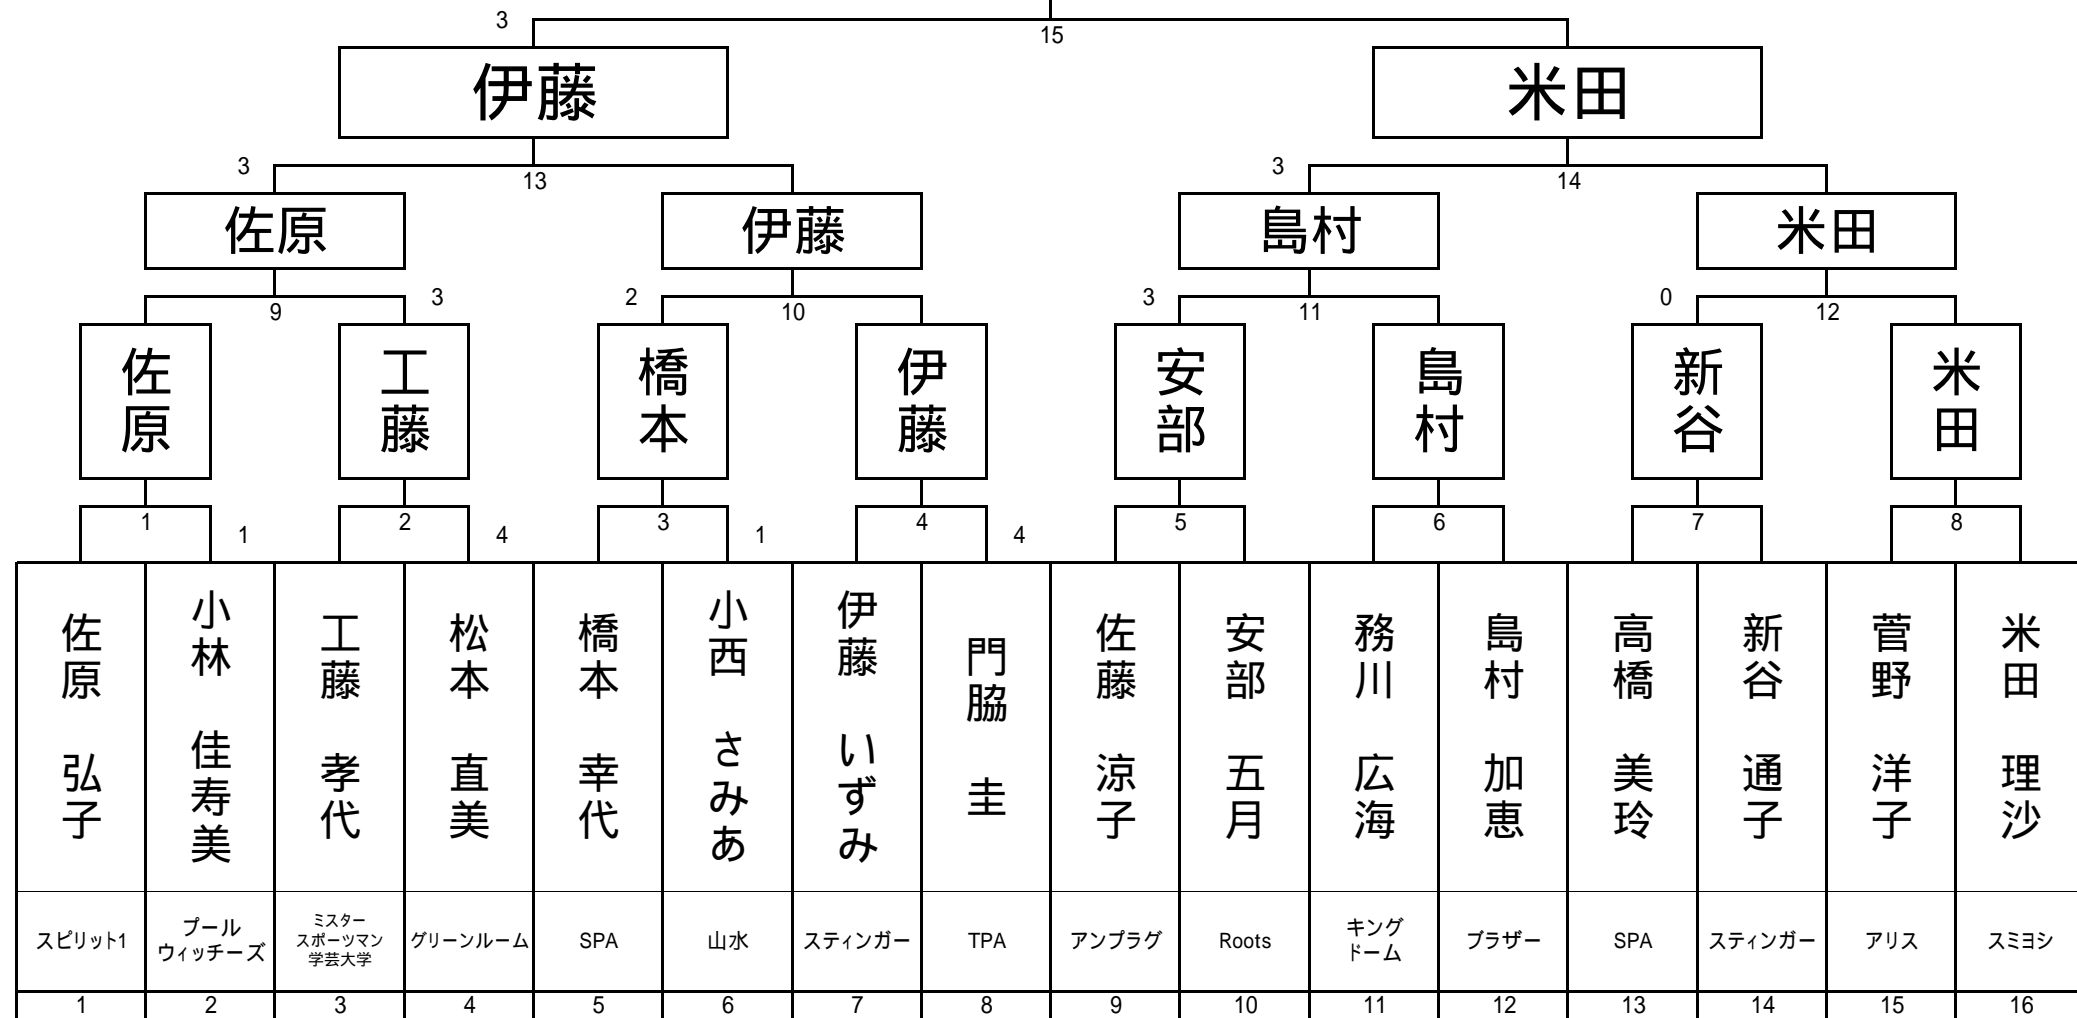 3
15
伊藤
米田
3
13
3
14
佐原
伊藤
島村
米田
9
3
2
10
3
11
0
12
佐原
工藤
橋本
伊藤
安部
島村
新谷
米田
1
1
2
4
3
1
4
4
5
6
7
8
佐原 弘子
小林 佳寿美
工藤 孝代
松本 直美
橋本 幸代
小西 さみあ
伊藤 いずみ
門脇 圭
佐藤 涼子
安部 五月
務川 広海
島村 加恵
高橋 美玲
新谷 通子
菅野 洋子
米田 理沙
スピリット1
プール
ウィッチーズ
ミスター
スポーツマン
学芸大学
グリーンルーム
SPA
山水
スティンガー
TPA
アンプラグ
Roots
キング
ドーム
ブラザー
SPA
スティンガー
アリス
スミヨシ
1
2
3
4
5
6
7
8
9
10
11
12
13
14
15
16